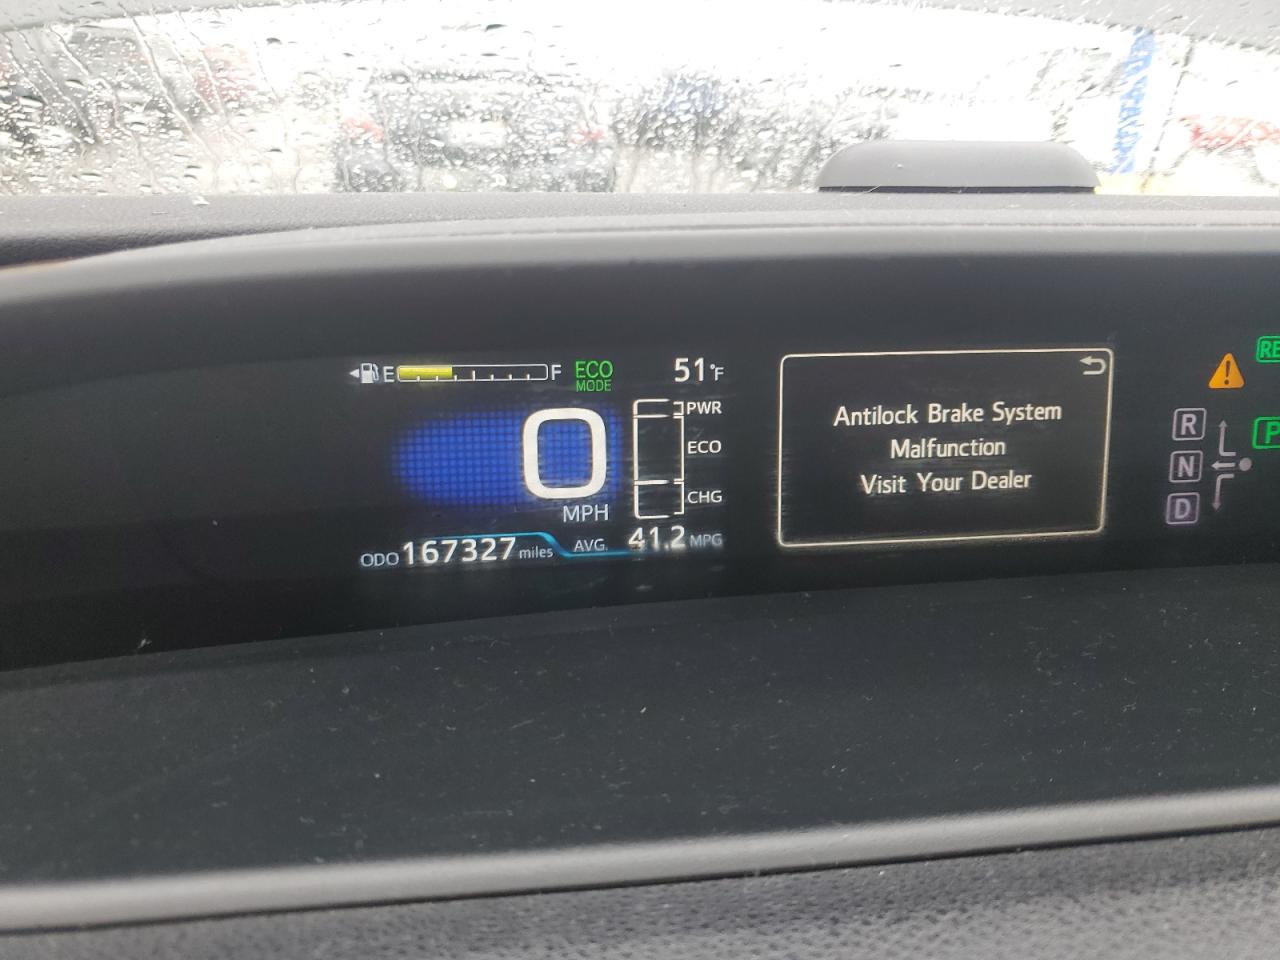 E F ECO 51°F
MODE
PWR
ECO
0
CHG
MPH
ODO 167327 miles AVG. 41.2 MPG
Antilock Brake System
Malfunction
Visit Your Dealer
R
N
D
P